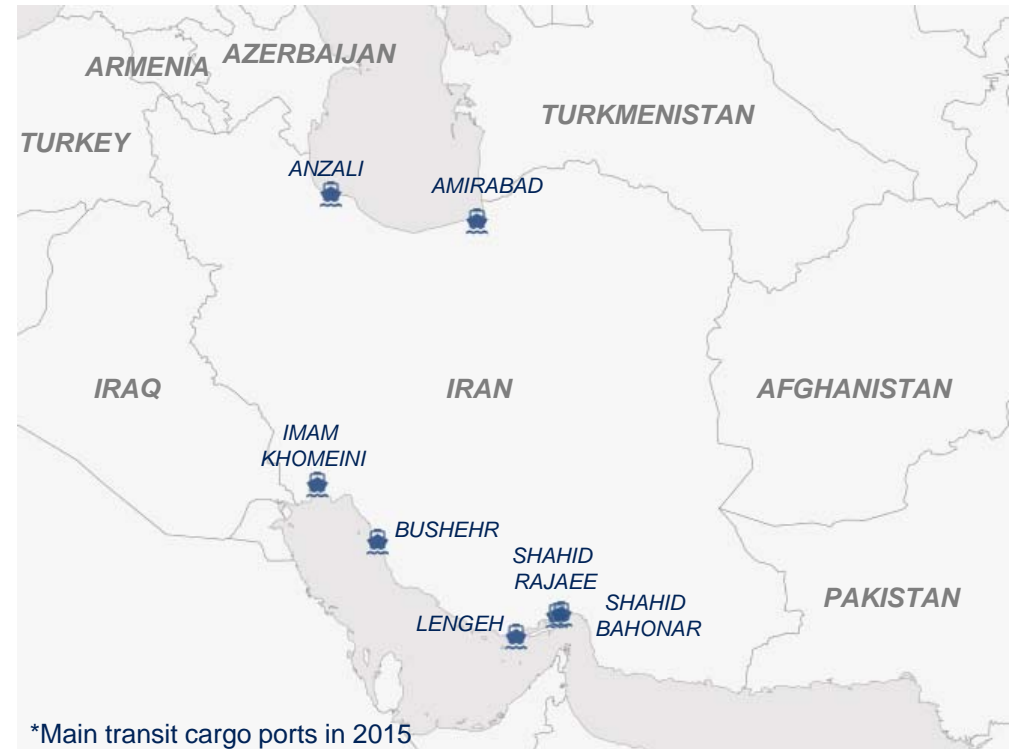 AZERBAIJAN
ARMENIA
TURKMENISTAN
TURKEY
ANZALI
AMIRABAD
IRAQ
IRAN
AFGHANISTAN
IMAM
KHOMEINI
BUSHEHR
SHAHID
RAJAEE
SHAHID
BAHONAR
LENGEH
PAKISTAN
*Main transit cargo ports in 2015